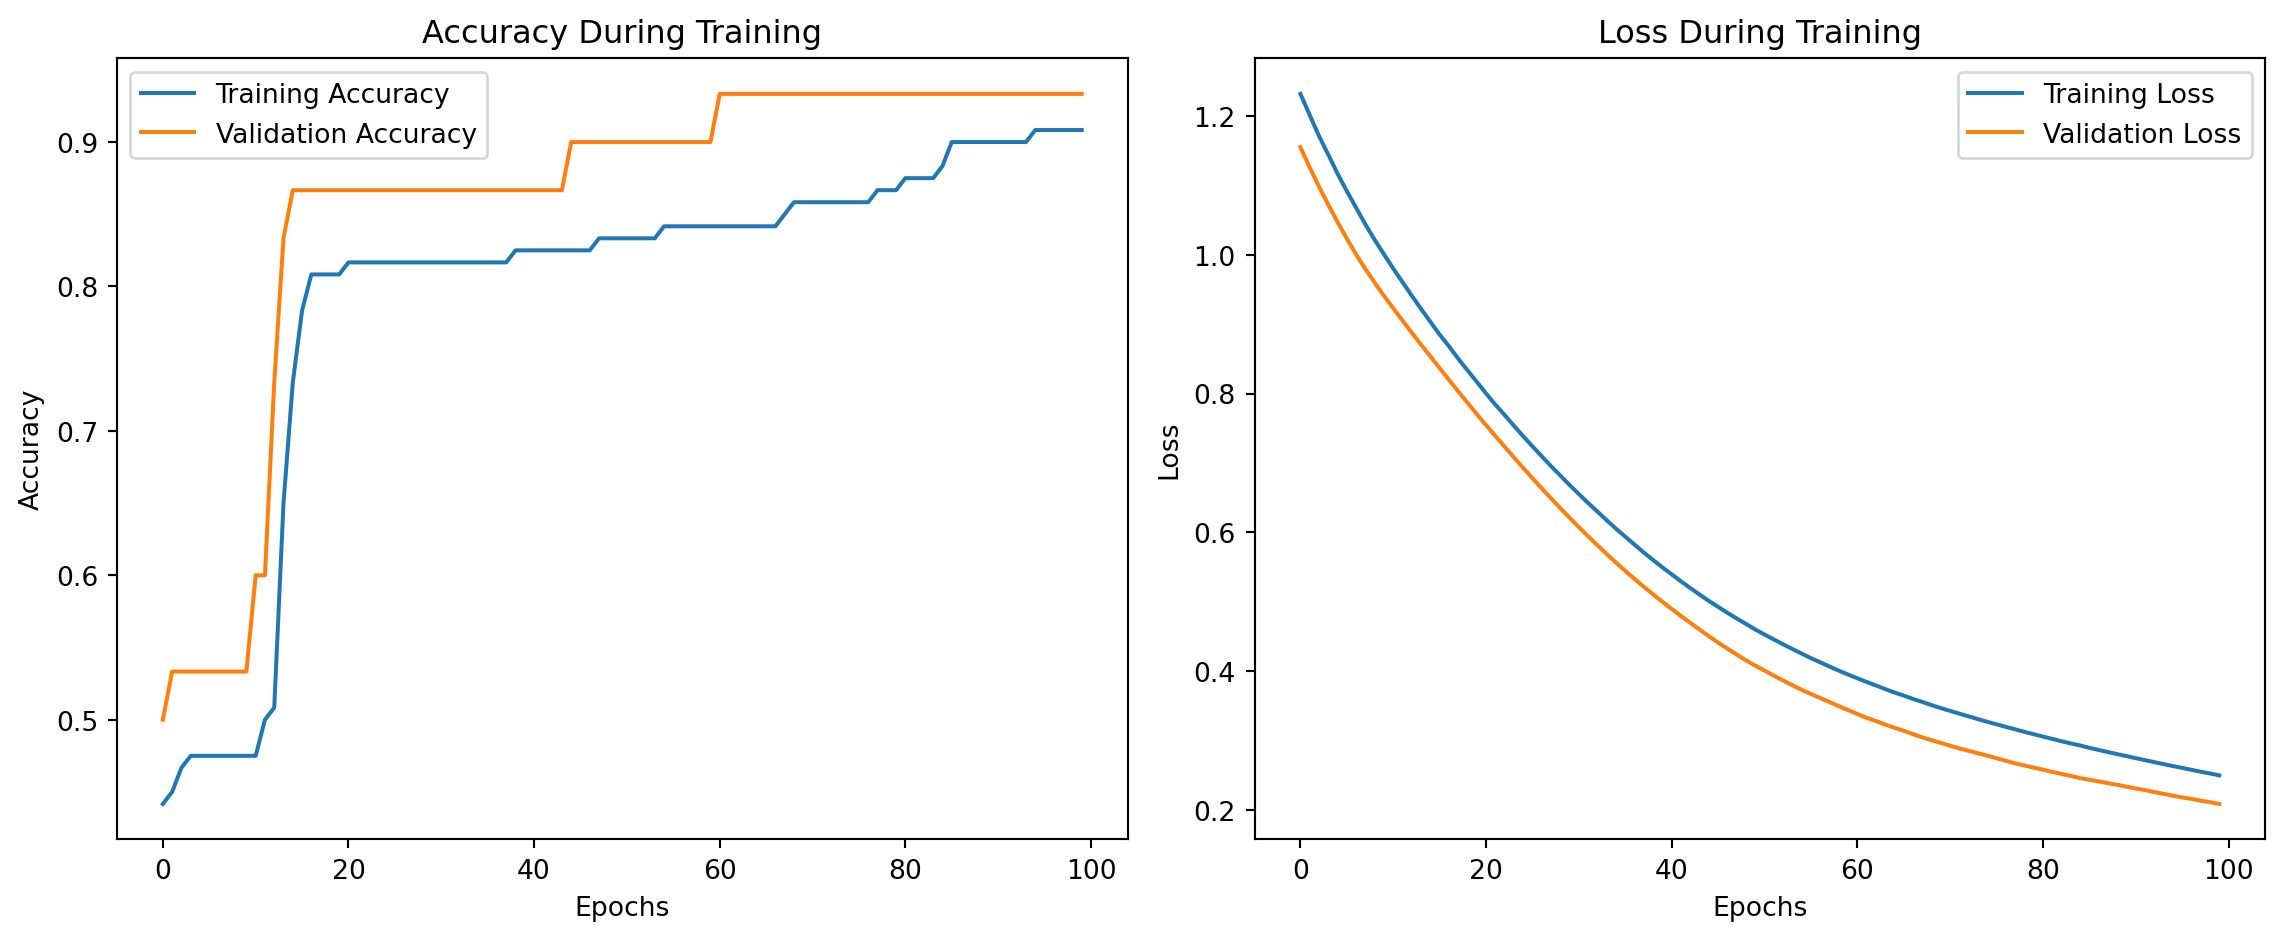 Accuracy During Training
Training Accuracy
Validation Accuracy
0.9
0.8
0.7
0.6
0.5
Accuracy
0 20 40 60 80 100
Epochs
Loss During Training
Training Loss
Validation Loss
1.2
1.0
0.8
0.6
0.4
0.2
Loss
0 20 40 60 80 100
Epochs